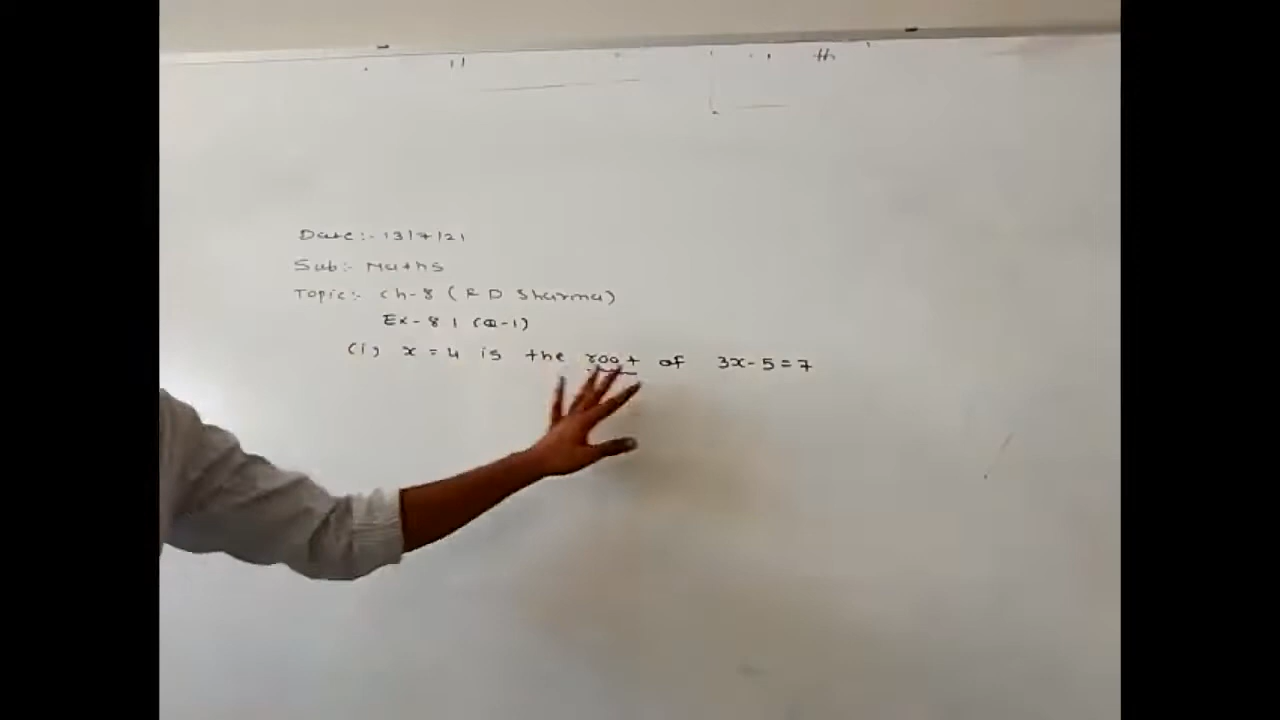 Date:- 13/7/21
Sub:- Maths
Topic:- Ch-8 (R D Sharma)
Ex-8.1 (Q-1)
(i) x = 4 is the root of 3x-5=7